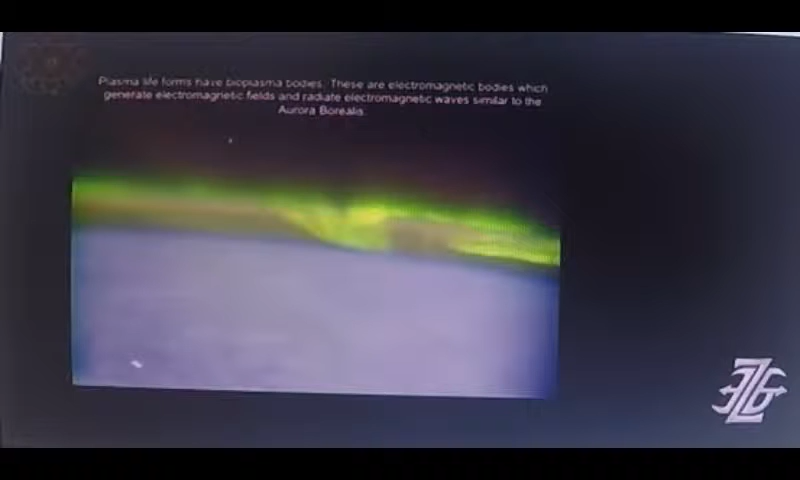 Plasma life forms have bioplasma bodies. These are electromagnetic bodies which
generate electromagnetic fields and radiate electromagnetic waves similar to the
Aurora Borealis.